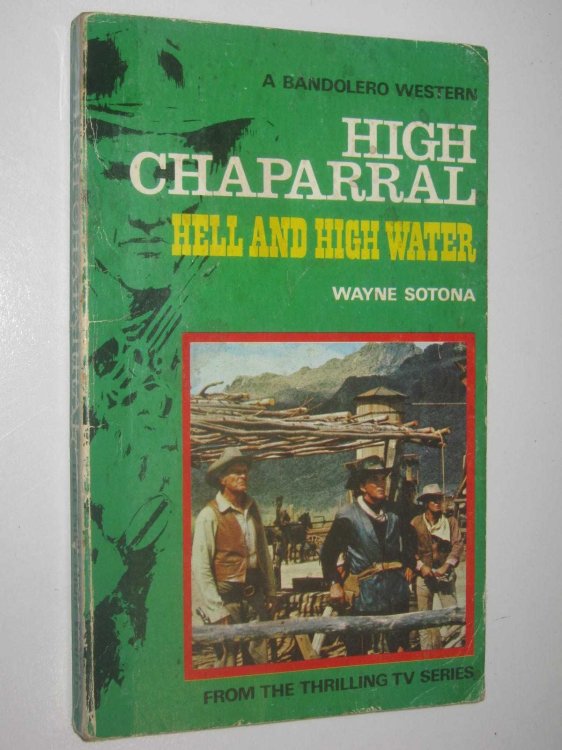 A BANDOLERO WESTERN
HIGH
CHAPARRAL
HELL AND HIGH WATER
WAYNE SOTONA
FROM THE THRILLING TV SERIES